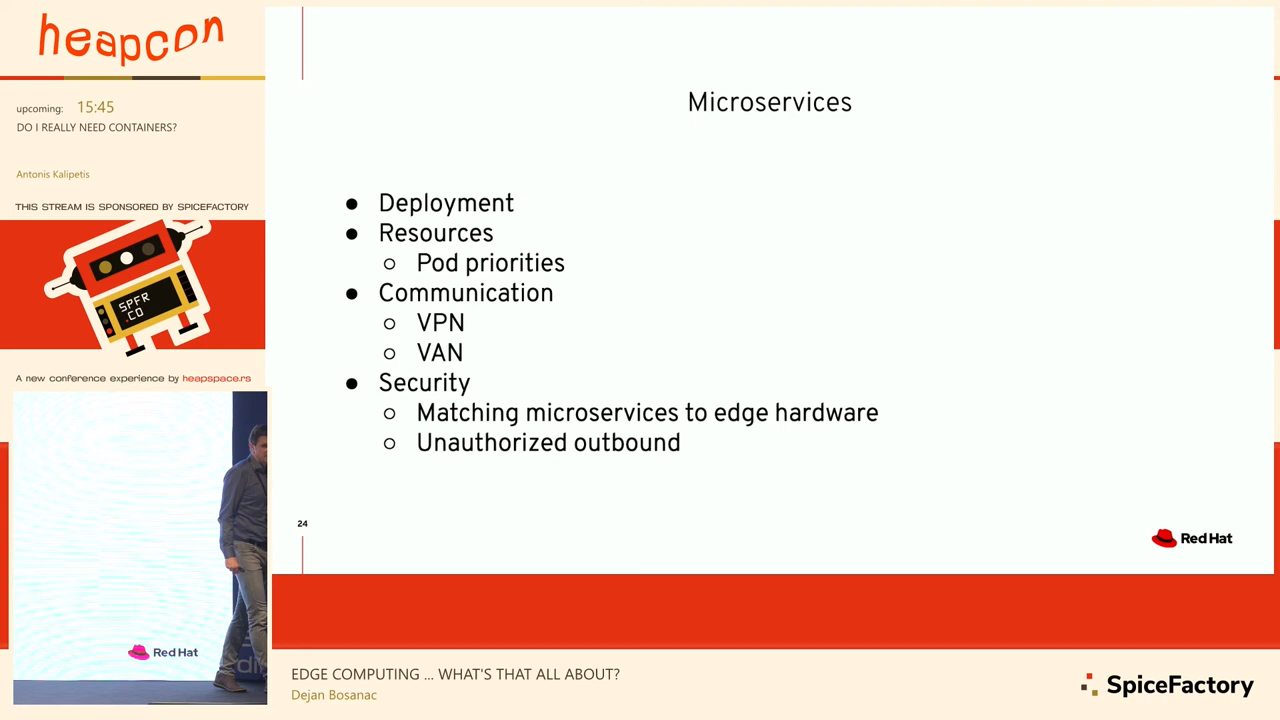 heapcon
upcoming: 15:45
DO I REALLY NEED CONTAINERS?
Antonis Kalipetis
THIS STREAM IS SPONSORED BY SPICEFACTORY
SPFR
.CO
A new conference experience by heapspace.rs
Red Hat
di
Microservices
● Deployment
● Resources
○ Pod priorities
● Communication
○ VPN
○ VAN
● Security
○ Matching microservices to edge hardware
○ Unauthorized outbound
24
Red Hat
EDGE COMPUTING ... WHAT'S THAT ALL ABOUT?
Dejan Bosanac
SpiceFactory